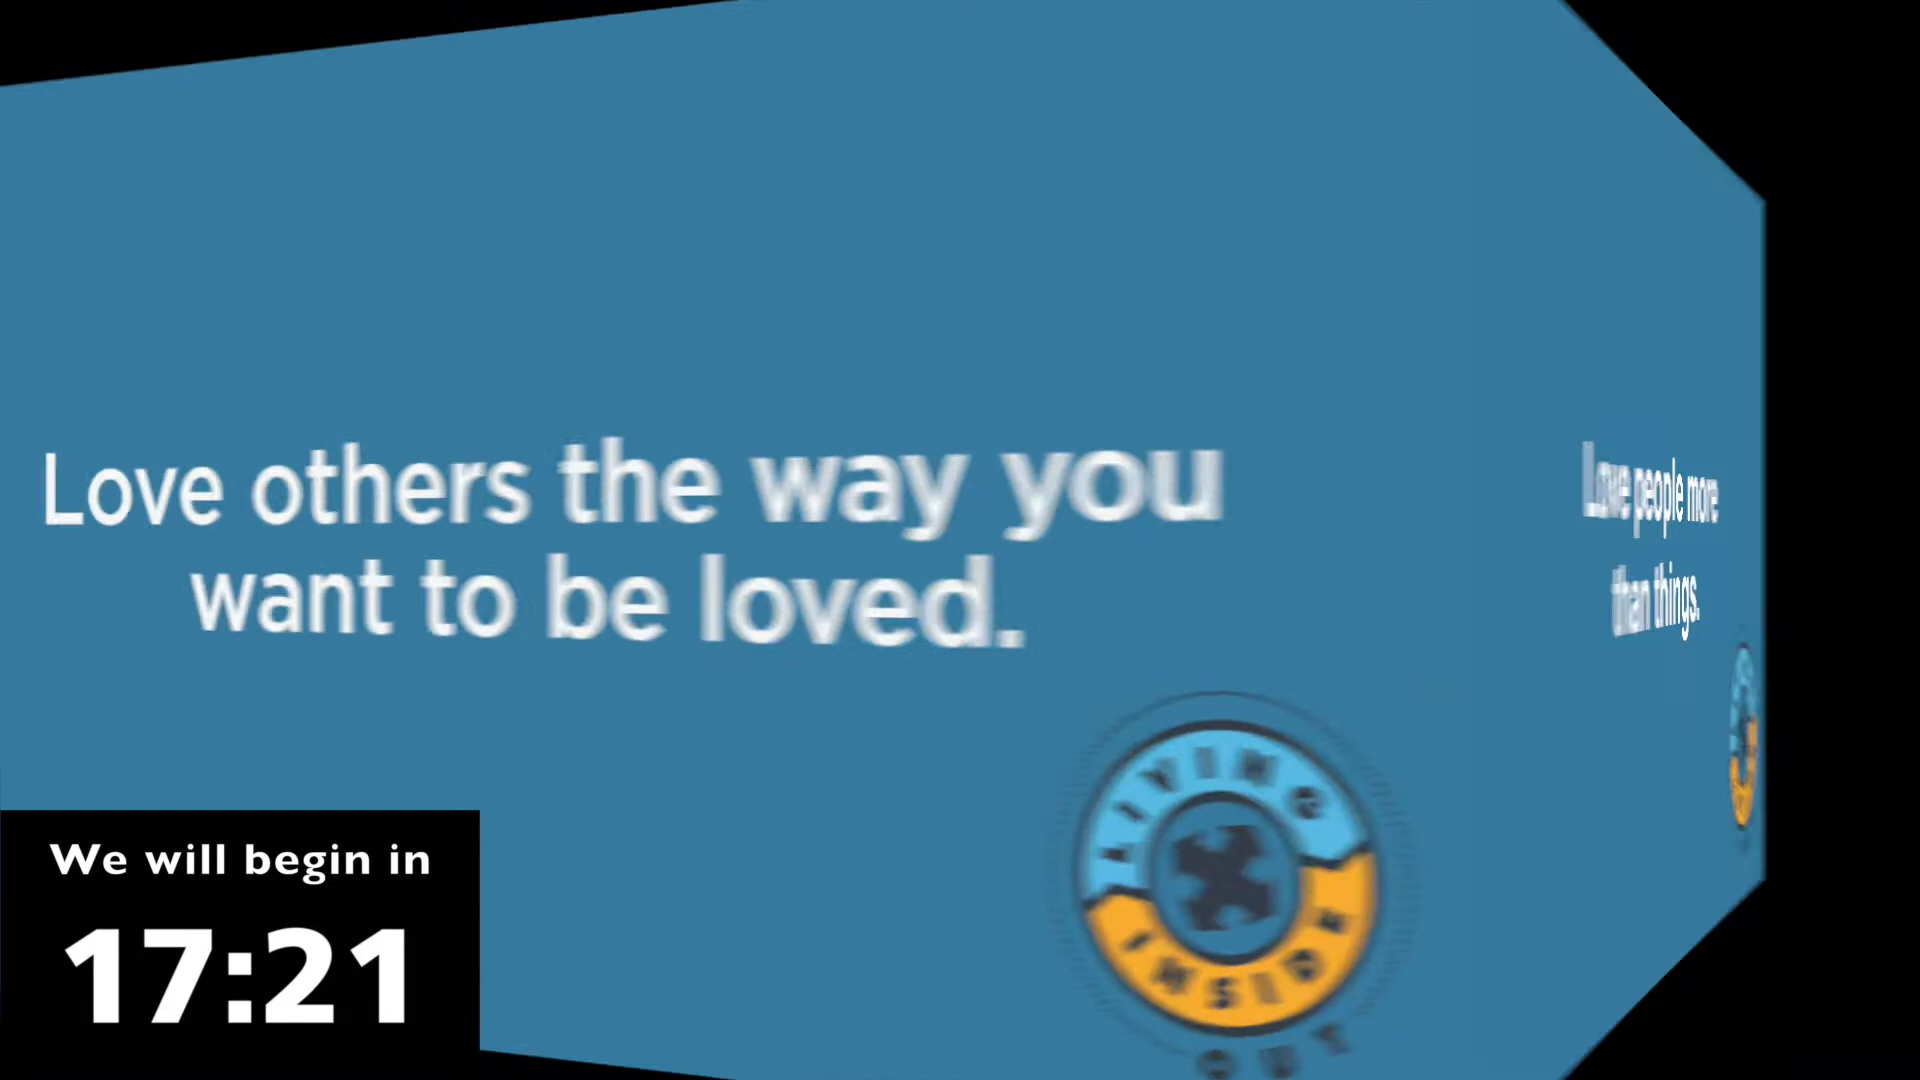 Love others the way you
want to be loved.
Love people more
than things.
LIVING
INSIDE
OUT
We will begin in
17:21